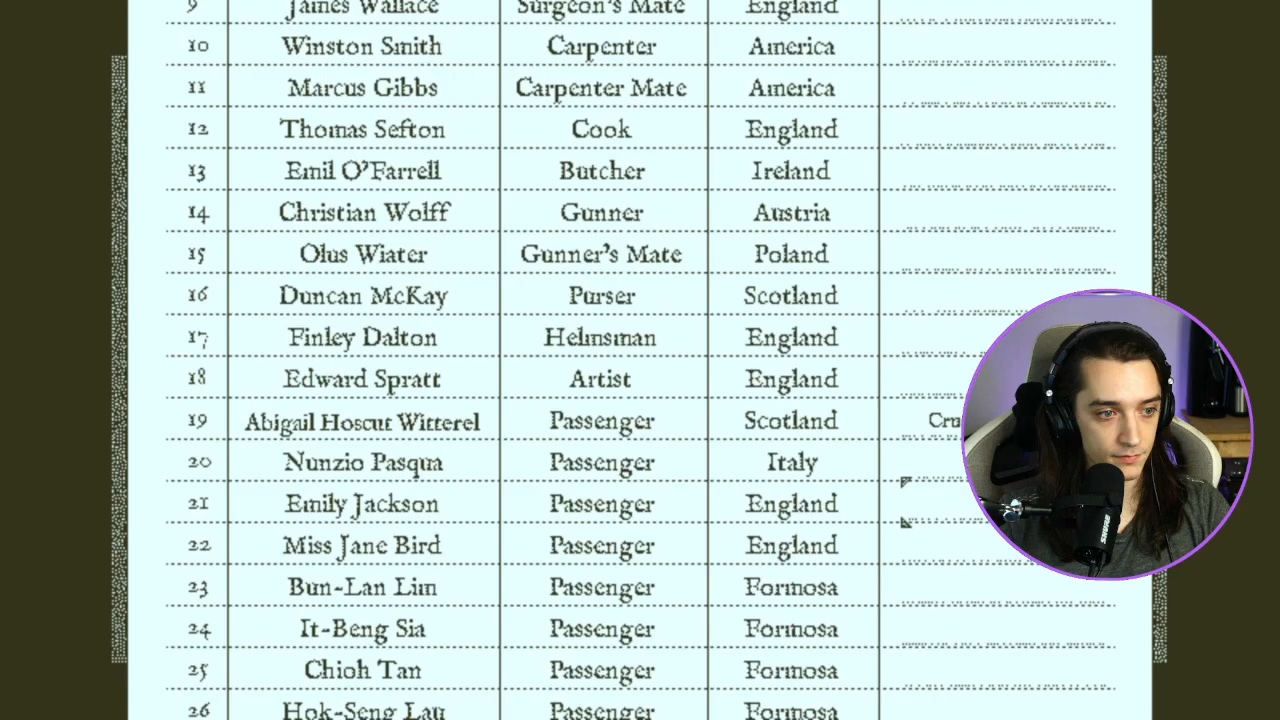 9 James Wallace Surgeon's Mate England
10 Winston Smith Carpenter America
11 Marcus Gibbs Carpenter Mate America
12 Thomas Sefton Cook England
13 Emil O'Farrell Butcher Ireland
14 Christian Wolff Gunner Austria
15 Olus Wiater Gunner's Mate Poland
16 Duncan McKay Purser Scotland
17 Finley Dalton Helmsman England
18 Edward Spratt Artist England
19 Abigail Hoscut Witterel Passenger Scotland Cru
20 Nunzio Pasqua Passenger Italy
21 Emily Jackson Passenger England
22 Miss Jane Bird Passenger England
23 Bun-Lan Lim Passenger Formosa
24 It-Beng Sia Passenger Formosa
25 Chioh Tan Passenger Formosa
26 Hok-Seng Lau Passenger Formosa
SHURE